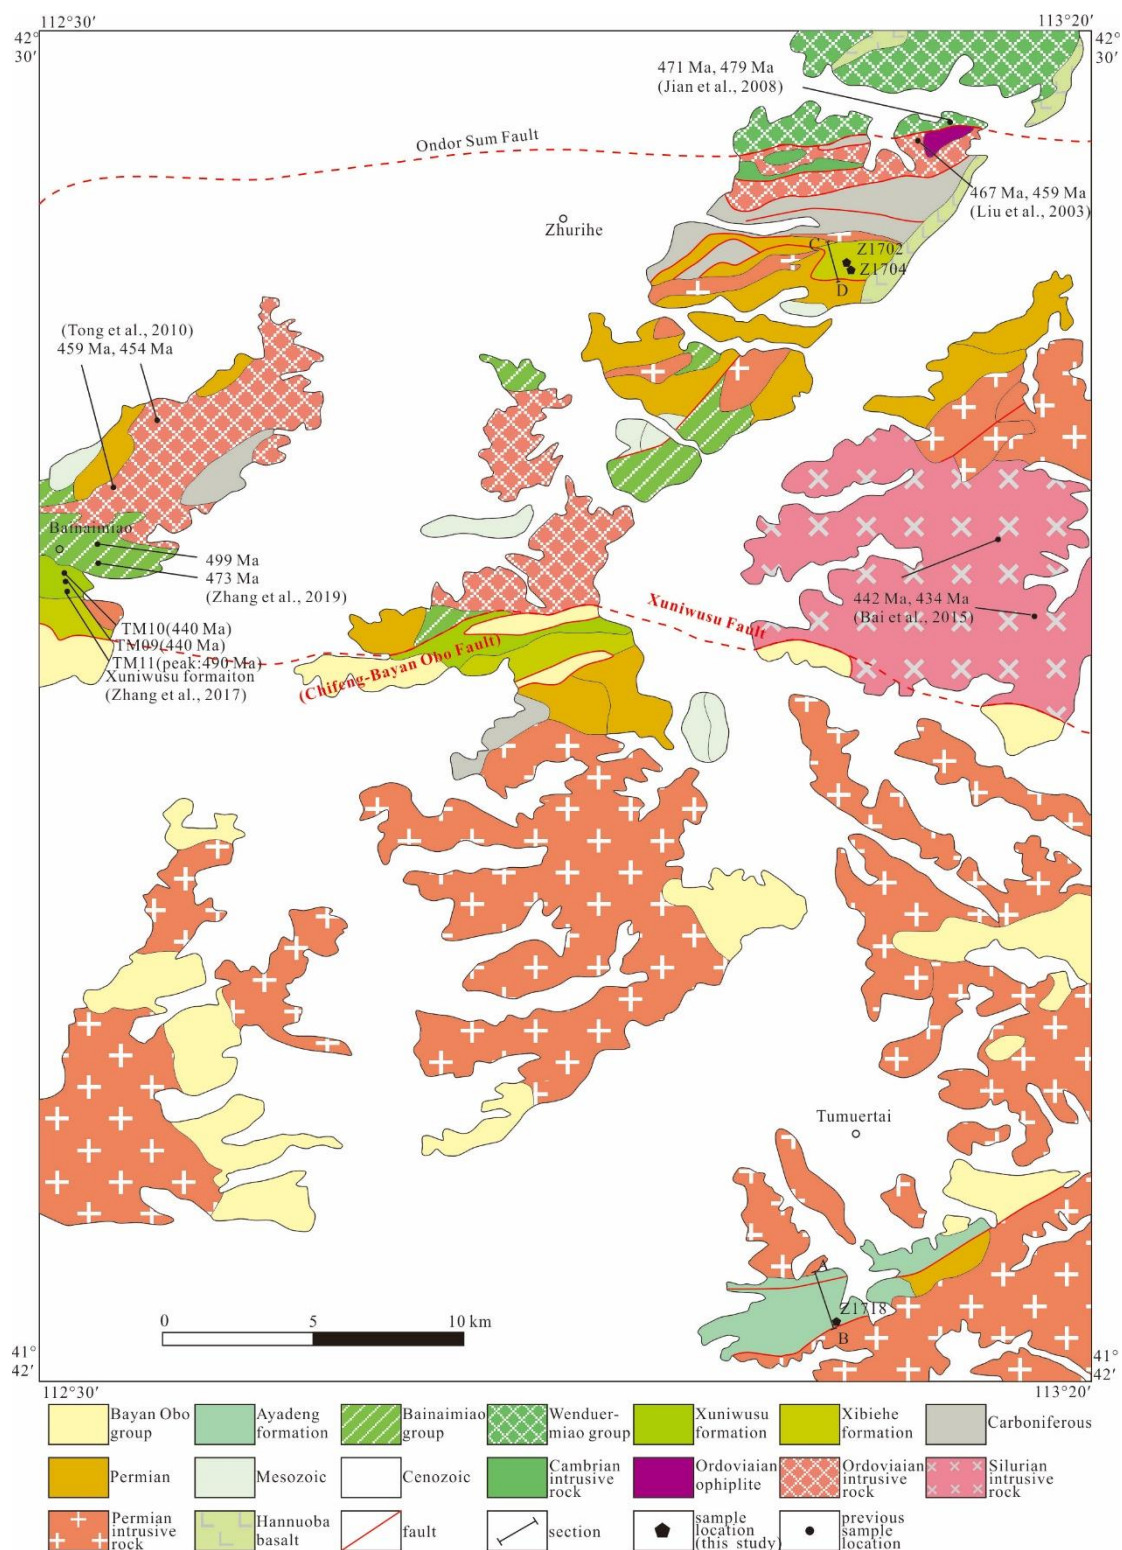 112°30′
113°20′
42°
30′
42°
30′
471 Ma, 479 Ma
(Jian et al., 2008)
Ondor Sum Fault
467 Ma, 459 Ma
(Liu et al., 2003)
Zhurihe
C
Z1702
Z1704
D
(Tong et al., 2010)
459 Ma, 454 Ma
Bainaimiao
499 Ma
473 Ma
(Zhang et al., 2019)
442 Ma, 434 Ma
(Bai et al., 2015)
Xuniwusu Fault
TM10(440 Ma)
TM09(440 Ma)
TM11(peak:490 Ma)
Xuniwusu formaiton
(Zhang et al., 2017)
(Chifeng-Bayan Obo Fault)
Tumuertai
A
Z1718
B
0 5 10 km
41°
42′
41°
42′
112°30′
113°20′
Bayan Obo
group
Ayadeng
formation
Bainaimiao
group
Wenduer-
miao group
Xuniwusu
formation
Xibiehe
formation
Carboniferous
Permian
Mesozoic
Cenozoic
Cambrian
intrusive
rock
Ordoviaian
ophiplite
Ordoviaian
intrusive
rock
Silurian
intrusive
rock
Permian
intrusive
rock
Hannuoba
basalt
fault
section
sample
location
(this study)
previous
sample
location